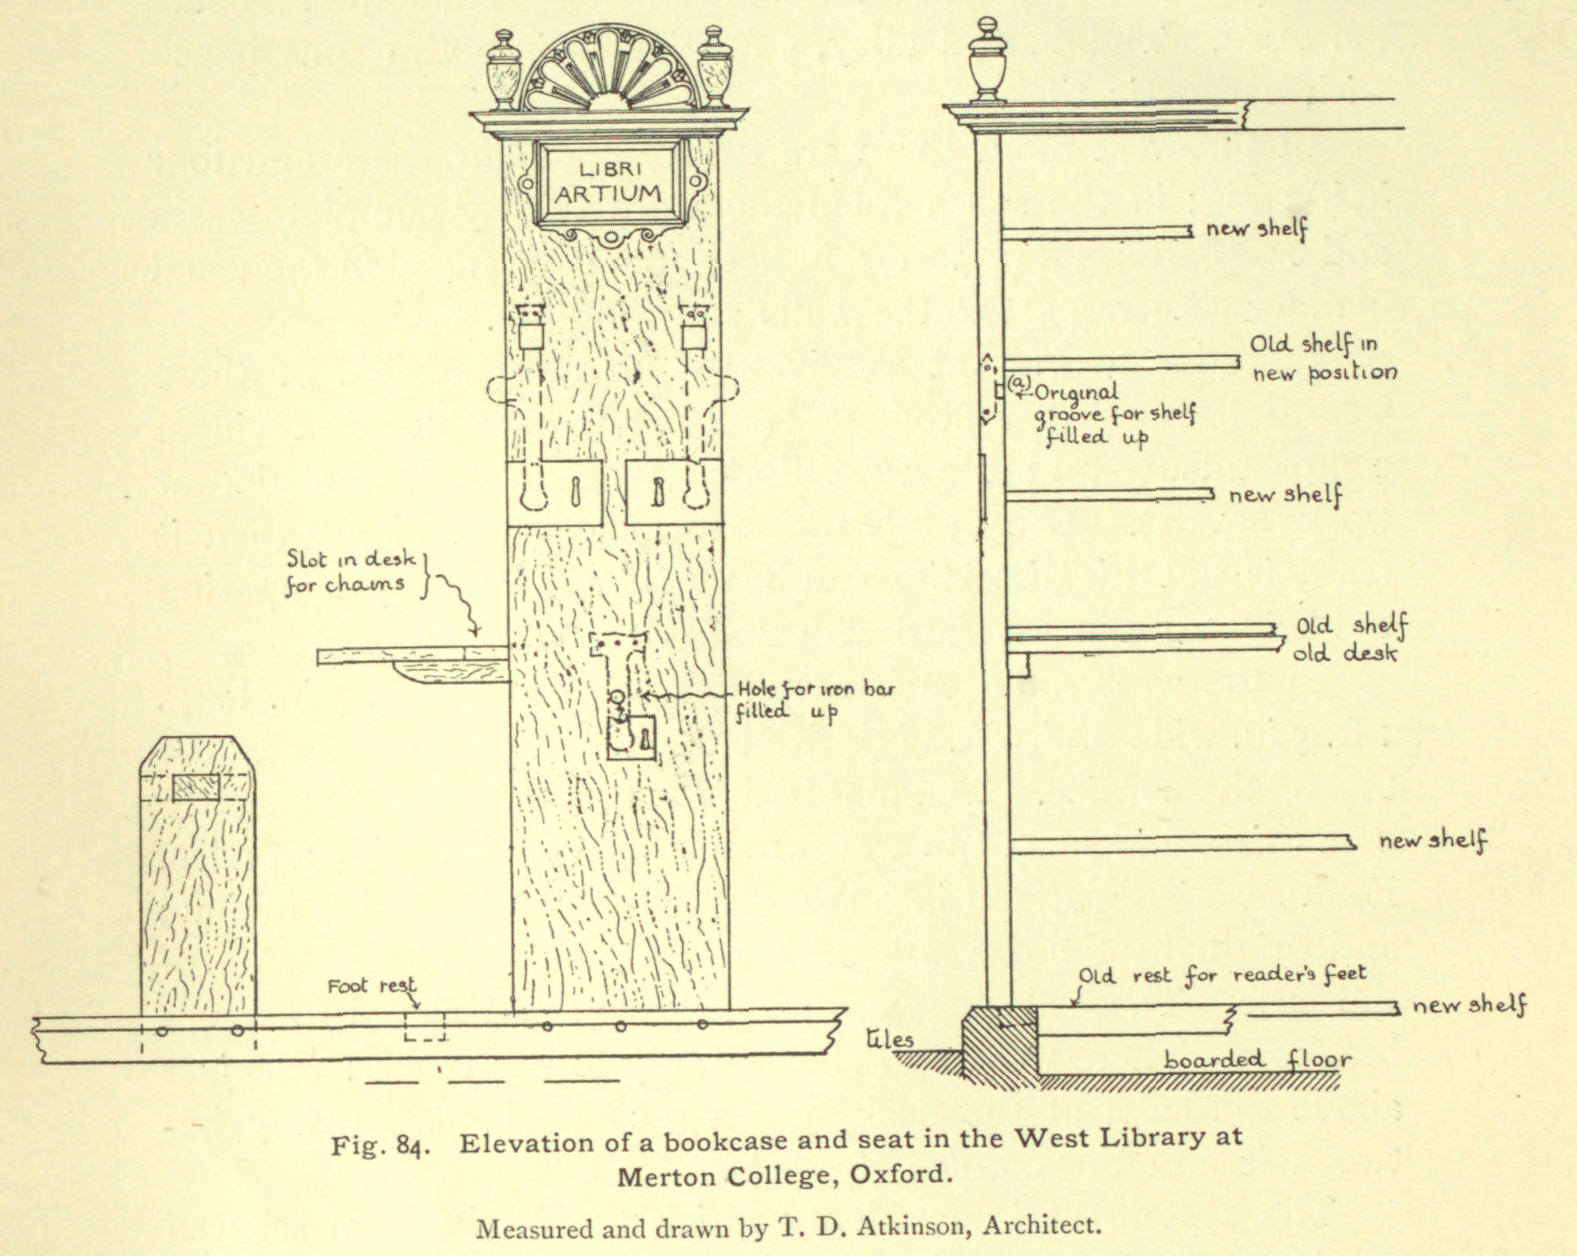 LIBRI
ARTIUM
new shelf
Old shelf in
new position
(a)
Original
groove for shelf
filled up
new shelf
Slot in desk
for chains
Old shelf
old desk
Hole for iron bar
filled up
new shelf
Foot rest
Old rest for reader's feet
new shelf
tiles
boarded floor
Fig. 84. Elevation of a bookcase and seat in the West Library at
Merton College, Oxford.
Measured and drawn by T. D. Atkinson, Architect.